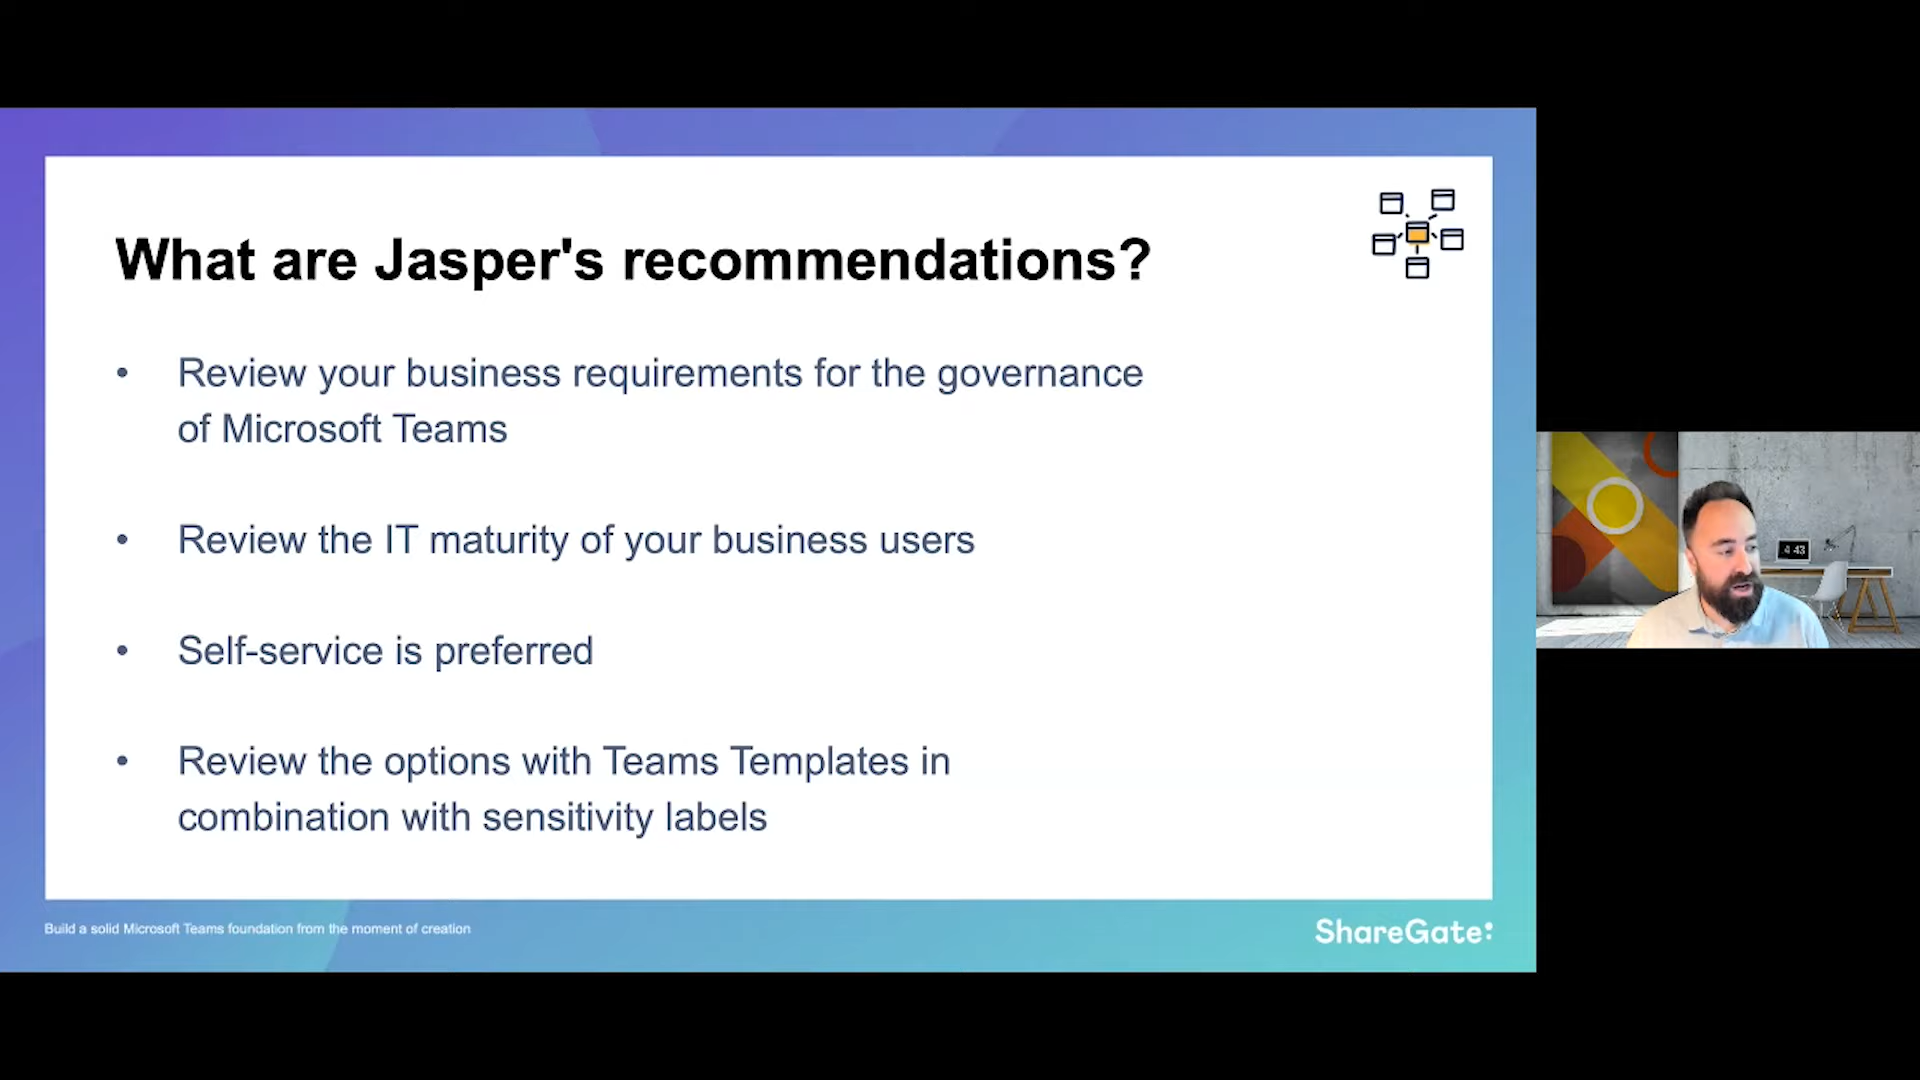 What are Jasper's recommendations?
• Review your business requirements for the governance
of Microsoft Teams
• Review the IT maturity of your business users
• Self-service is preferred
• Review the options with Teams Templates in
combination with sensitivity labels
Build a solid Microsoft Teams foundation from the moment of creation
ShareGate:
4 43